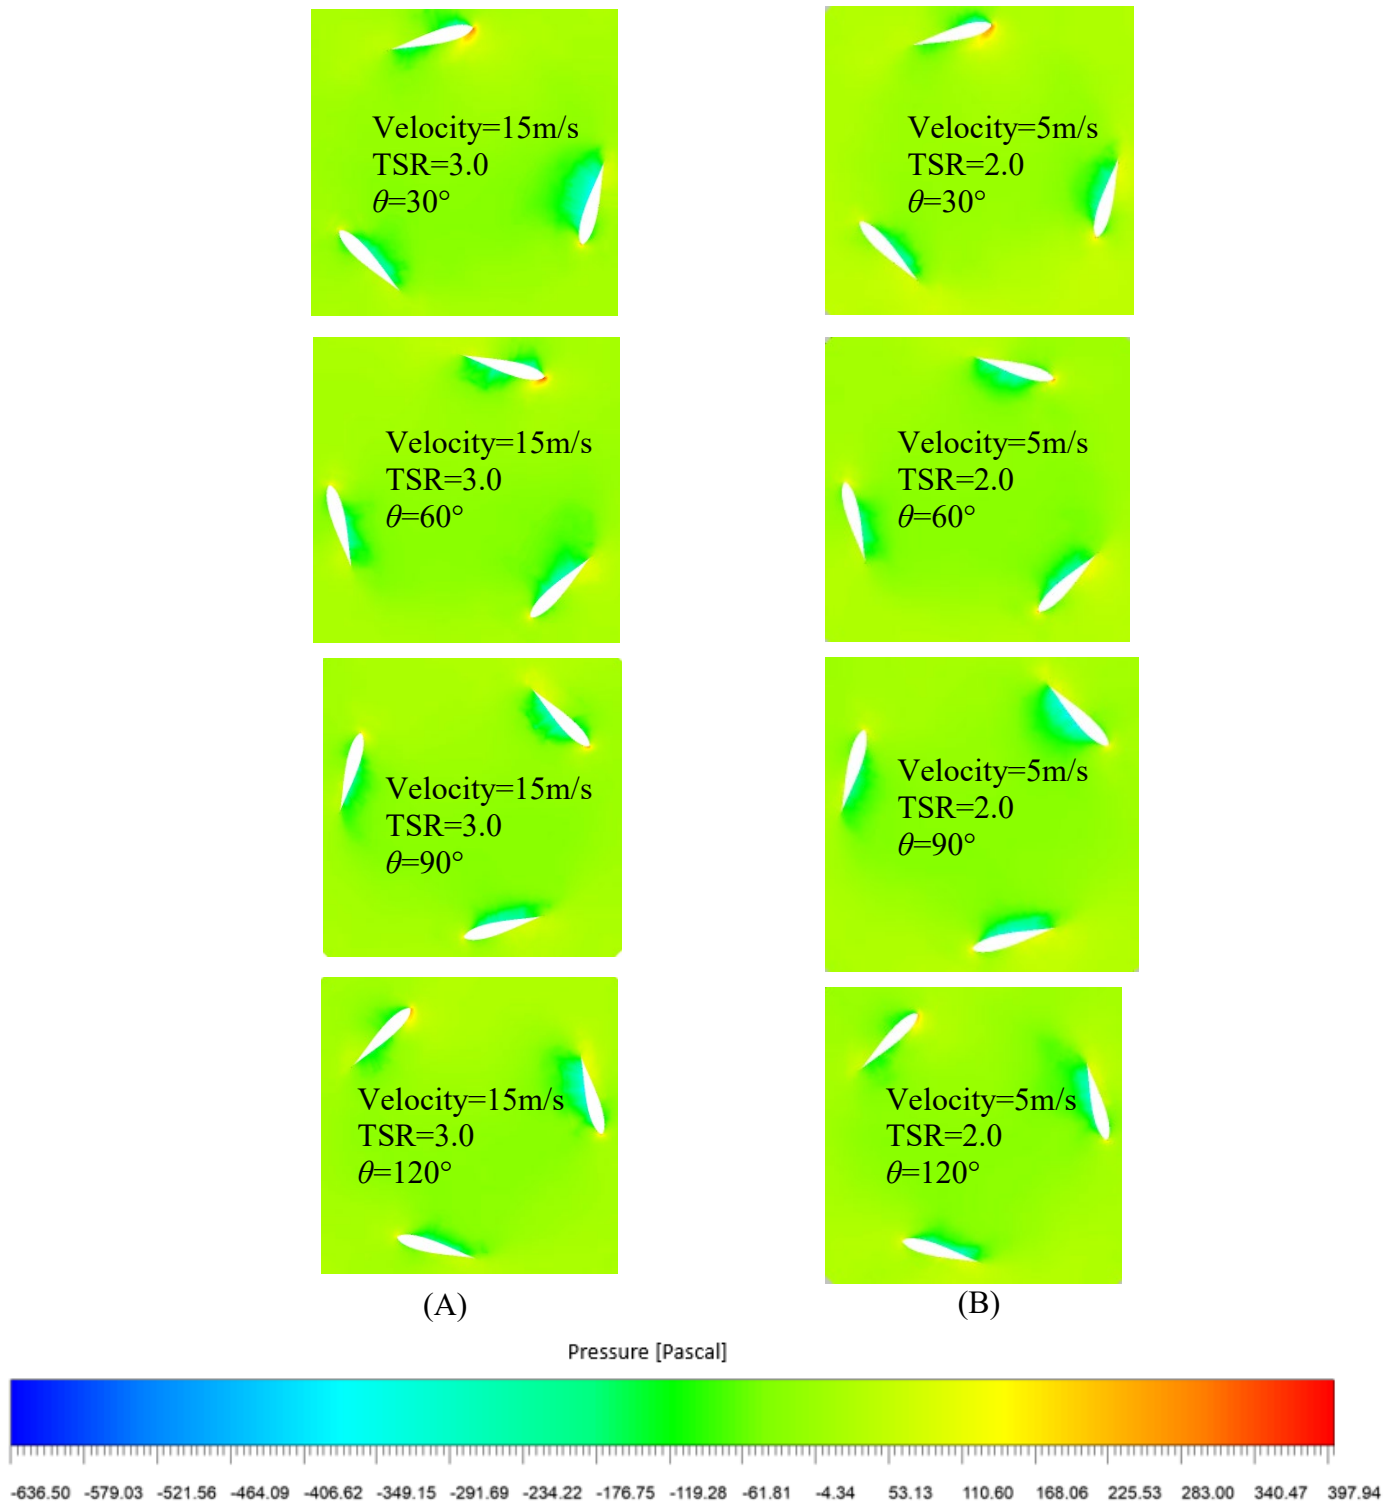 Velocity=15m/s
TSR=3.0
θ=30°
Velocity=5m/s
TSR=2.0
θ=30°
Velocity=15m/s
TSR=3.0
θ=60°
Velocity=5m/s
TSR=2.0
θ=60°
Velocity=15m/s
TSR=3.0
θ=90°
Velocity=5m/s
TSR=2.0
θ=90°
Velocity=15m/s
TSR=3.0
θ=120°
Velocity=5m/s
TSR=2.0
θ=120°
(A)
(B)
Pressure [Pascal]
-636.50 -579.03 -521.56 -464.09 -406.62 -349.15 -291.69 -234.22 -176.75 -119.28 -61.81 -4.34 53.13 110.60 168.06 225.53 283.00 340.47 397.94